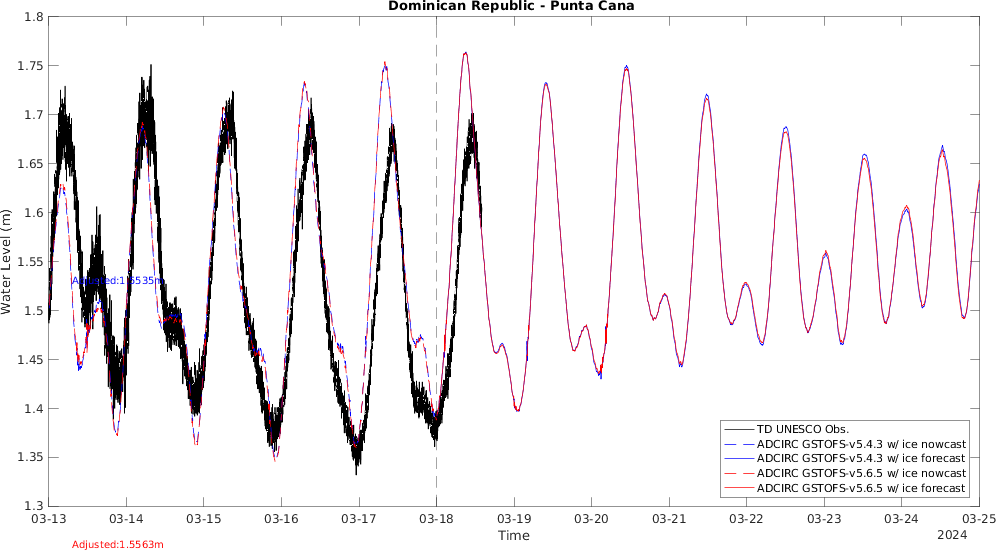 Dominican Republic - Punta Cana
1.8
1.75
1.7
1.65
1.6
1.55
1.5
1.45
1.4
1.35
1.3
Water Level (m)
Adjusted:1.5535m
TD UNESCO Obs.
ADCIRC GSTOFS-v5.4.3 w/ ice nowcast
ADCIRC GSTOFS-v5.4.3 w/ ice forecast
ADCIRC GSTOFS-v5.6.5 w/ ice nowcast
ADCIRC GSTOFS-v5.6.5 w/ ice forecast
03-13 03-14 03-15 03-16 03-17 03-18 03-19 03-20 03-21 03-22 03-23 03-24 03-25
Time
2024
Adjusted:1.5563m